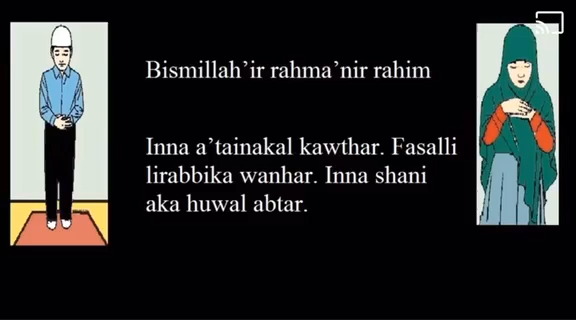 Bismillah’ir rahma’nir rahim
Inna a’tainakal kawthar. Fasalli
lirabbika wanhar. Inna shani
aka huwal abtar.